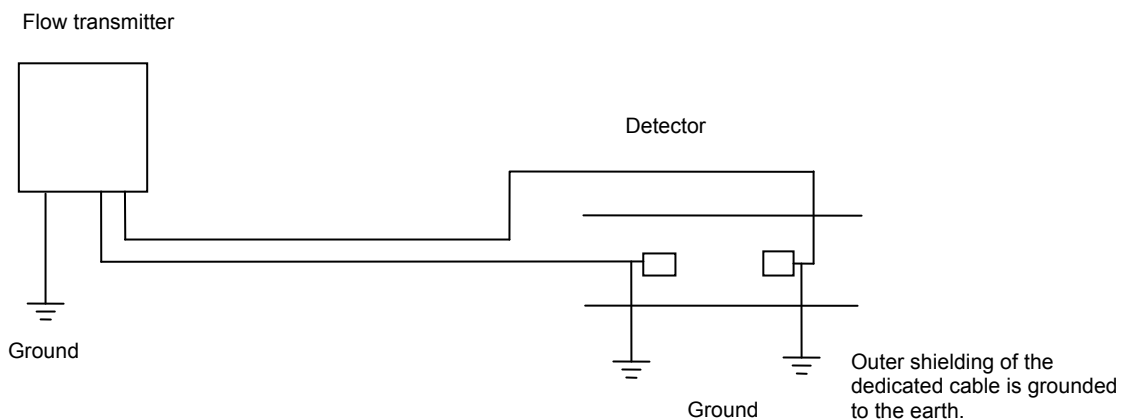 Flow transmitter
Detector
Ground
Ground
Outer shielding of the
dedicated cable is grounded
to the earth.